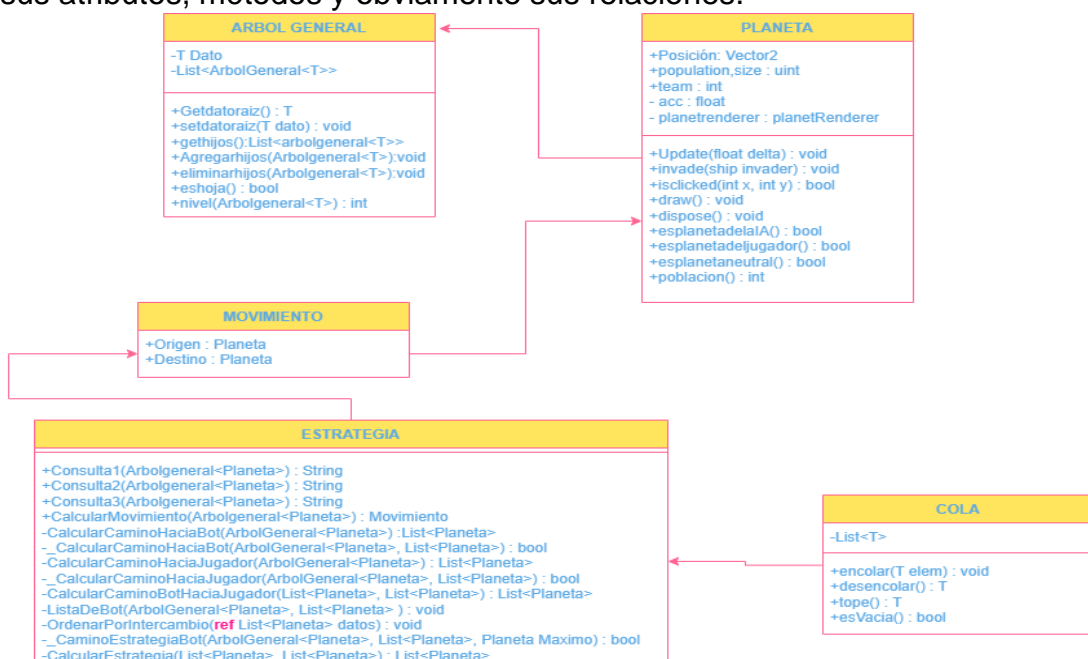 sus atributos, métodos y obviamente sus relaciones.
ARBOL GENERAL
-T Dato
-List<ArbolGeneral<T>>
+Getdatoraiz() : T
+setdatoraiz(T dato) : void
+gethijos():List<arbolgeneral<T>>
+Agregarhijos(Arbolgeneral<T>):void
+eliminarhijos(Arbolgeneral<T>):void
+eshoja() : bool
+nivel(Arbolgeneral<T>) : int
PLANETA
+Posición: Vector2
+population,size : uint
+team : int
- acc : float
- planetrenderer : planetRenderer
+Update(float delta) : void
+invade(ship invader) : void
+isclicked(int x, int y) : bool
+draw() : void
+dispose() : void
+esplanetadelaIA() : bool
+esplanetadeljugador() : bool
+esplanetaneutral() : bool
+poblacion() : int
MOVIMIENTO
+Origen : Planeta
+Destino : Planeta
ESTRATEGIA
+Consulta1(Arbolgeneral<Planeta>) : String
+Consulta2(Arbolgeneral<Planeta>) : String
+Consulta3(Arbolgeneral<Planeta>) : String
+CalcularMovimiento(Arbolgeneral<Planeta>) : Movimiento
-CalcularCaminoHaciaBot(ArbolGeneral<Planeta>) :List<Planeta>
-_CalcularCaminoHaciaBot(ArbolGeneral<Planeta>, List<Planeta>) : bool
-CalcularCaminoHaciaJugador(ArbolGeneral<Planeta>) : List<Planeta>
-_CalcularCaminoHaciaJugador(ArbolGeneral<Planeta>, List<Planeta>) : bool
-CalcularCaminoBotHaciaJugador(List<Planeta>, List<Planeta>) : List<Planeta>
-ListaDeBot(ArbolGeneral<Planeta>, List<Planeta> ) : void
-OrdenarPorIntercambio(ref List<Planeta> datos) : void
-_CaminoEstrategiaBot(ArbolGeneral<Planeta>, List<Planeta>, Planeta Maximo) : bool
-CalcularEstrategia(List<Planeta>, List<Planeta>) : List<Planeta>
COLA
-List<T>
+encolar(T elem) : void
+desencolar() : T
+tope() : T
+esVacia() : bool